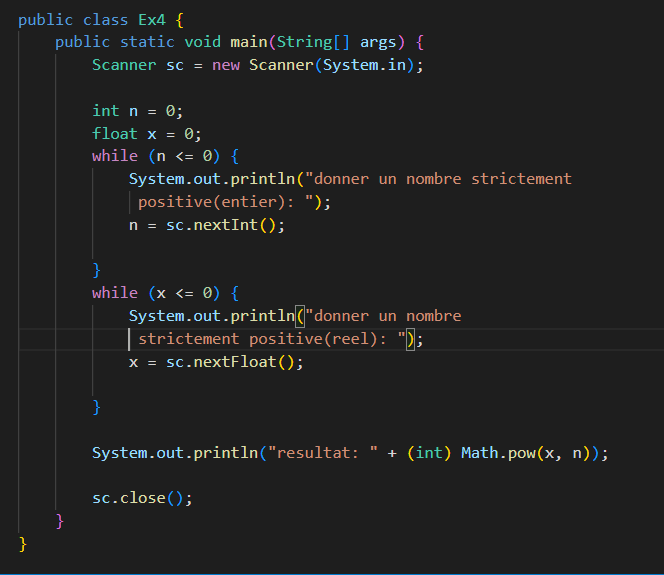 public class Ex4 {
public static void main(String[] args) {
Scanner sc = new Scanner(System.in);
int n = 0;
float x = 0;
while (n <= 0) {
System.out.println("donner un nombre strictement
positive(entier): ");
n = sc.nextInt();
}
while (x <= 0) {
System.out.println("donner un nombre
strictement positive(reel): ");
x = sc.nextFloat();
}
System.out.println("resultat: " + (int) Math.pow(x, n));
sc.close();
}
}